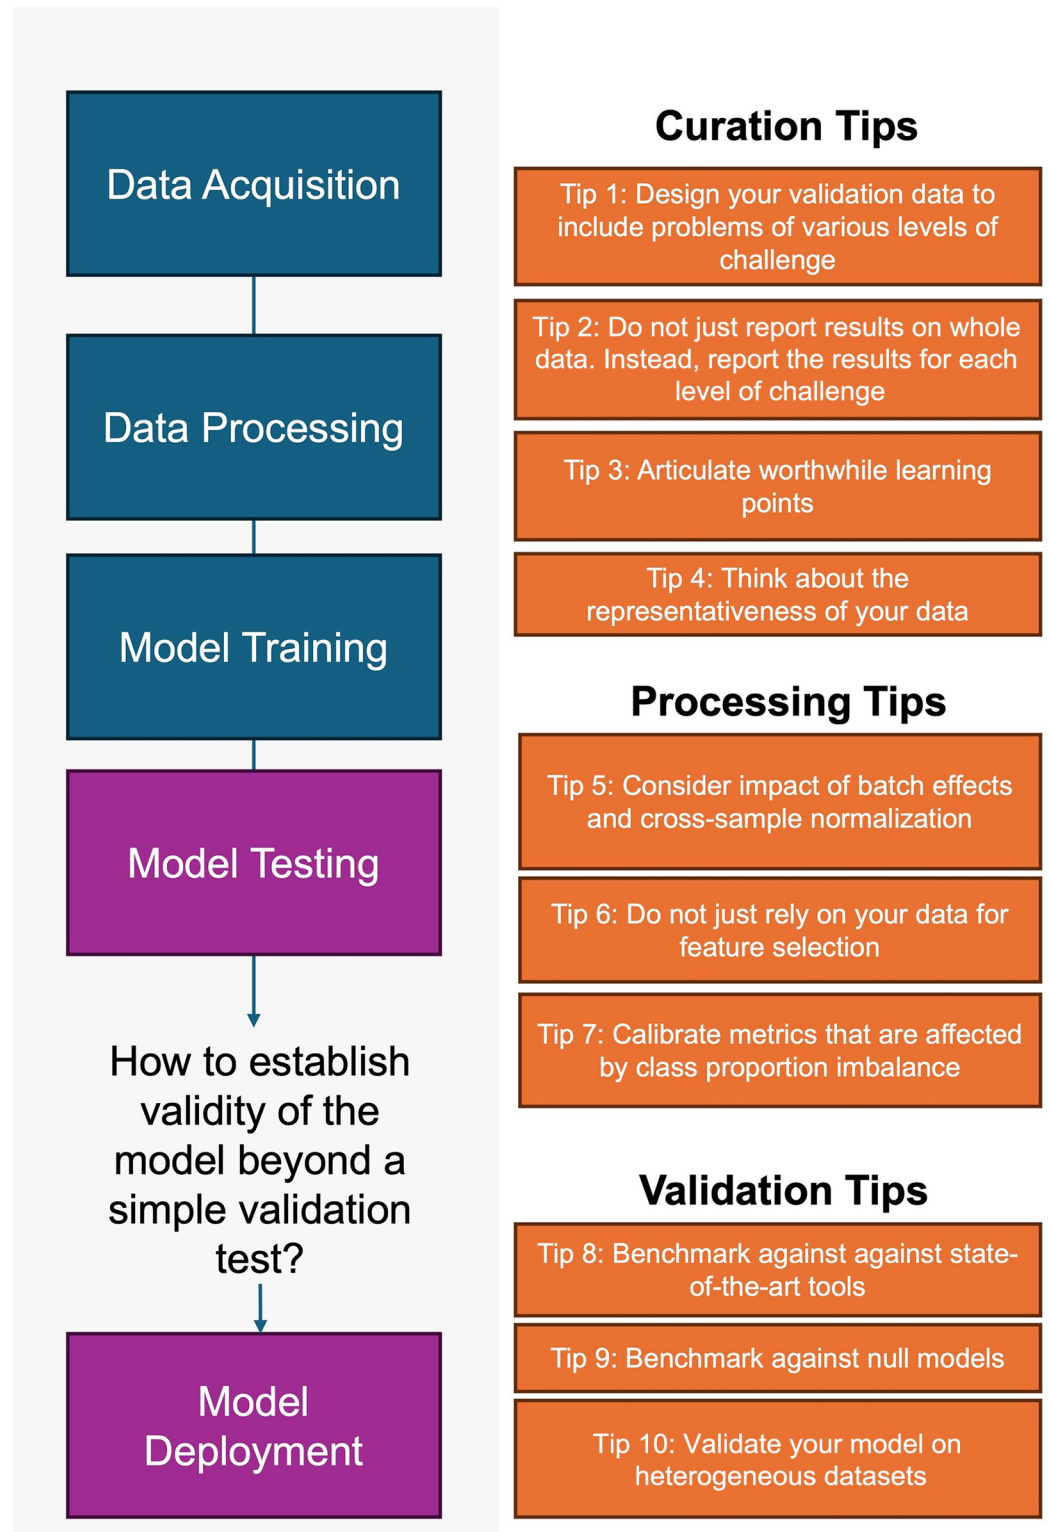 Data Acquisition
Data Processing
Model Training
Model Testing
How to establish
validity of the
model beyond a
simple validation
test?
Model
Deployment
Curation Tips
Tip 1: Design your validation data to
include problems of various levels of
challenge
Tip 2: Do not just report results on whole
data. Instead, report the results for each
level of challenge
Tip 3: Articulate worthwhile learning
points
Tip 4: Think about the
representativeness of your data
Processing Tips
Tip 5: Consider impact of batch effects
and cross-sample normalization
Tip 6: Do not just rely on your data for
feature selection
Tip 7: Calibrate metrics that are affected
by class proportion imbalance
Validation Tips
Tip 8: Benchmark against against state-
of-the-art tools
Tip 9: Benchmark against null models
Tip 10: Validate your model on
heterogeneous datasets